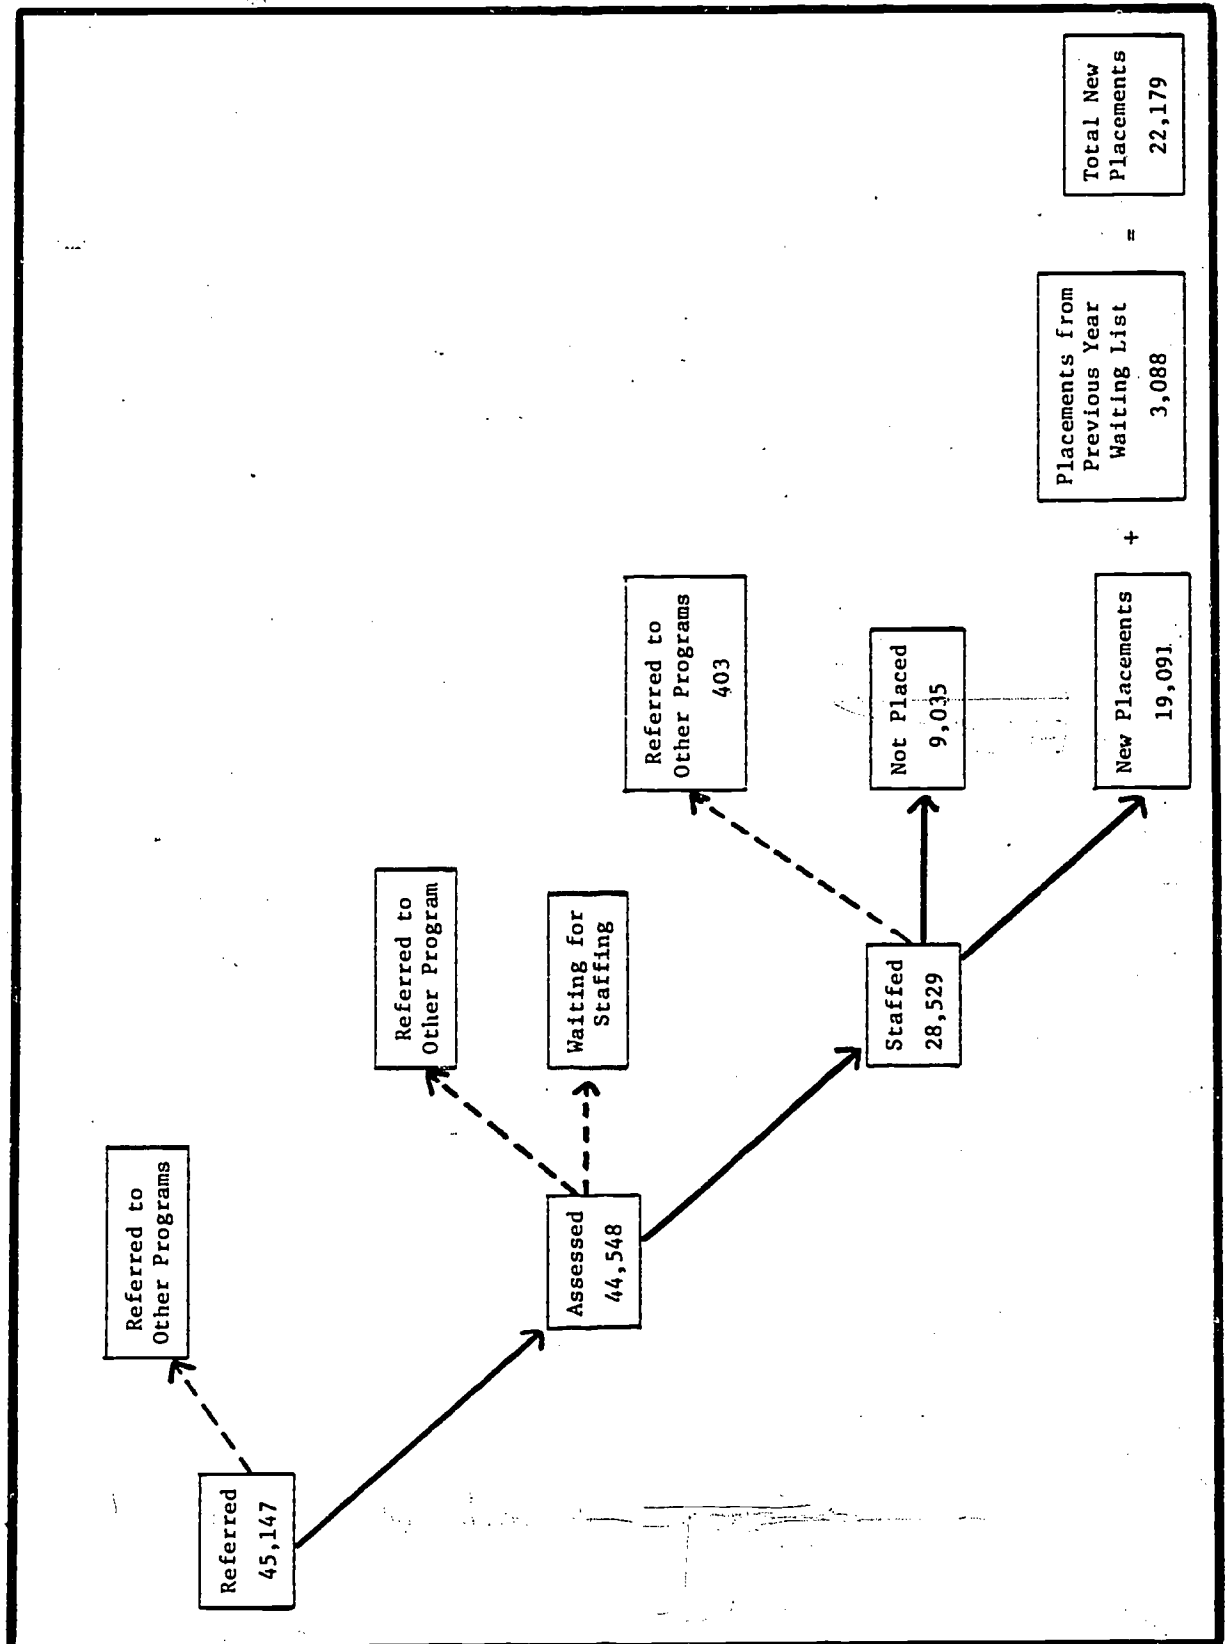 Referred
45,147
Referred to
Other Programs
Assessed
44,548
Referred to
Other Program
Waiting for
Staffing
Staffed
28,529
Referred to
Other Programs
403
Not Placed
9,035
New Placements
19,091
+
Placements from
Previous Year
Waiting List
3,088
=
Total New
Placements
22,179